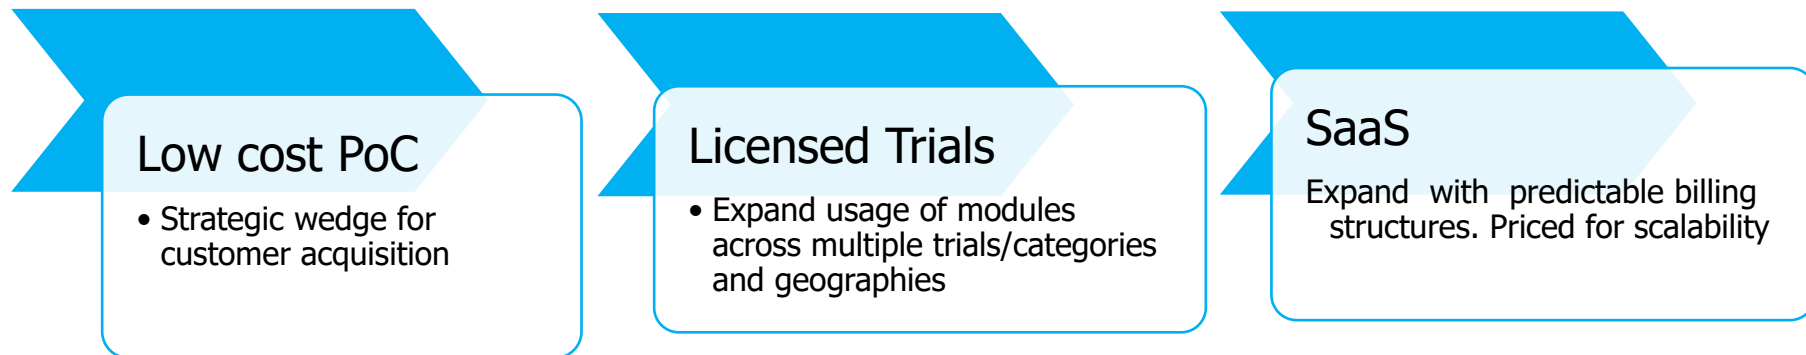 Low cost PoC
• Strategic wedge for
customer acquisition
Licensed Trials
• Expand usage of modules
across multiple trials/categories
and geographies
SaaS
Expand with predictable billing
structures. Priced for scalability